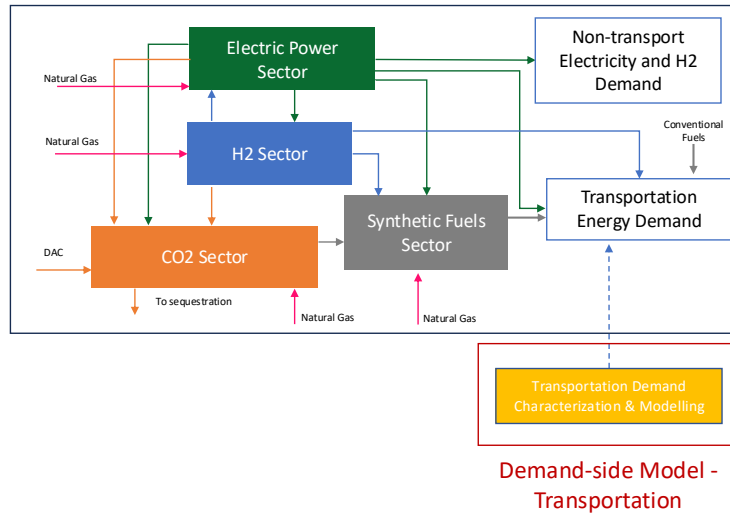 Electric Power
Sector
Non-transport
Electricity and H2
Demand
Natural Gas
Natural Gas
H2 Sector
Conventional
Fuels
Transportation
Energy Demand
Synthetic Fuels
Sector
CO2 Sector
DAC
To sequestration
Natural Gas
Natural Gas
Transportation Demand
Characterization & Modelling
Demand-side Model -
Transportation